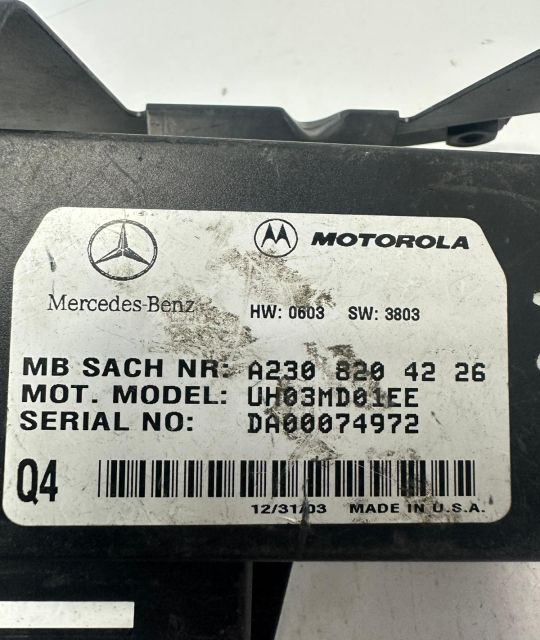 MOTOROLA
Mercedes-Benz
HW: 0603 SW: 3803
MB SACH NR: A230 820 42 26
MOT. MODEL: UH03MD01EE
SERIAL NO: DA00074972
Q4
12/31/03 MADE IN U.S.A.